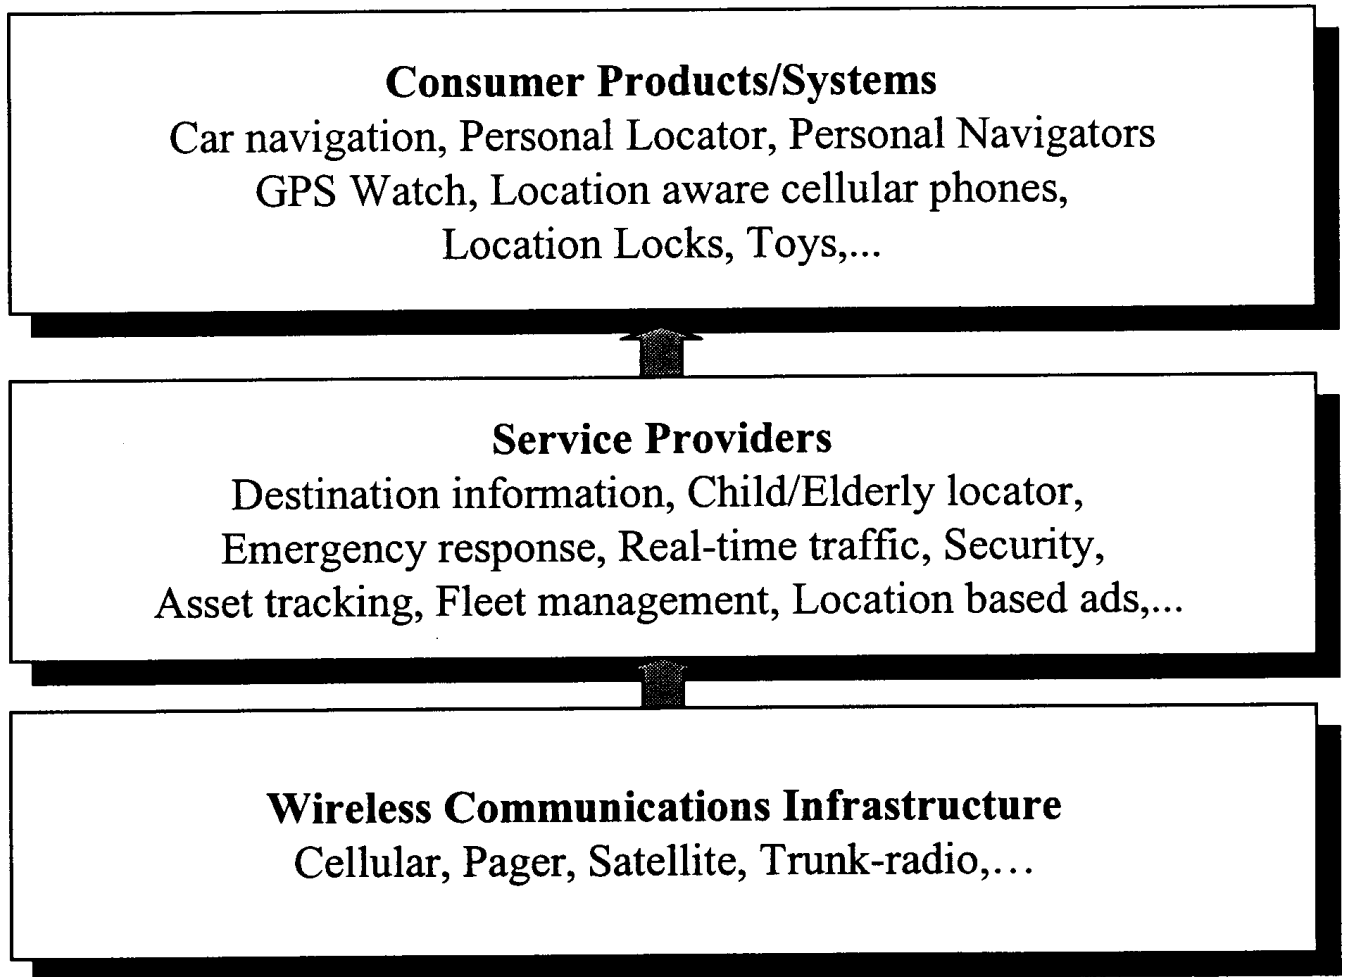 Consumer Products/Systems
Car navigation, Personal Locator, Personal Navigators
GPS Watch, Location aware cellular phones,
Location Locks, Toys,...
Service Providers
Destination information, Child/Elderly locator,
Emergency response, Real-time traffic, Security,
Asset tracking, Fleet management, Location based ads,...
Wireless Communications Infrastructure
Cellular, Pager, Satellite, Trunk-radio,...